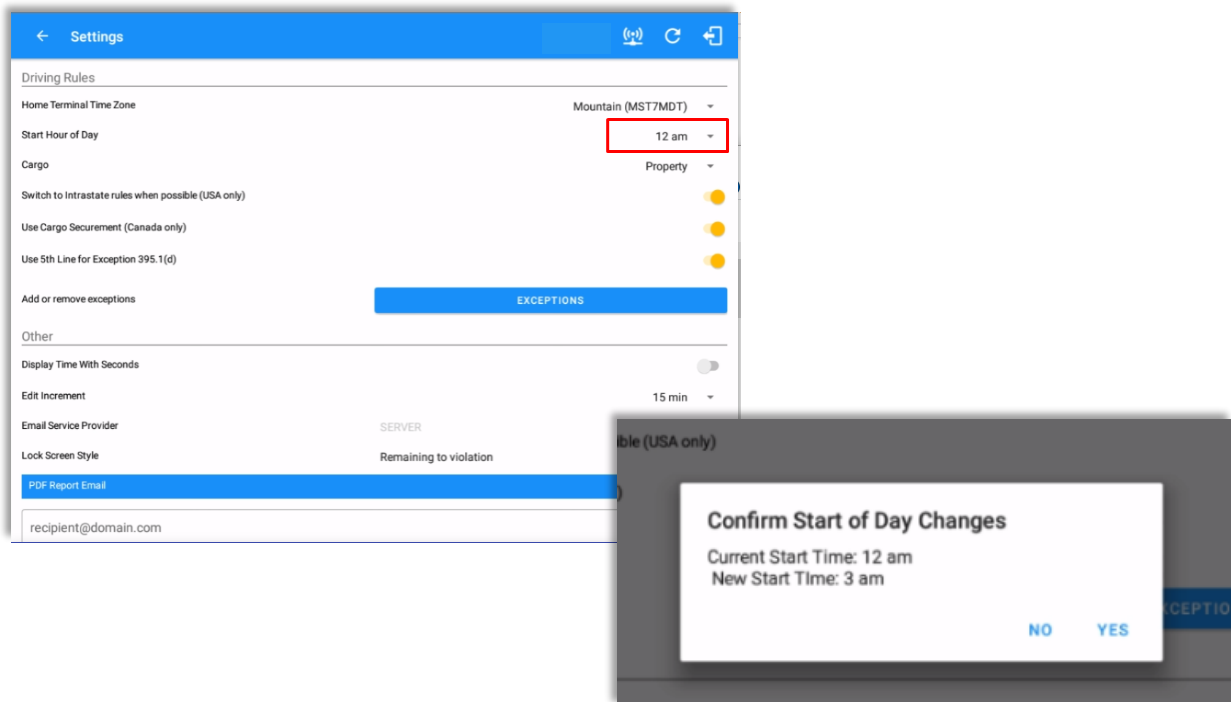 Settings
Driving Rules
Home Terminal Time Zone Mountain (MST7MDT)
Start Hour of Day 12 am
Cargo Property
Switch to Intrastate rules when possible (USA only)
Use Cargo Securement (Canada only)
Use 5th Line for Exception 395.1(d)
Add or remove exceptions EXCEPTIONS
Other
Display Time With Seconds
Edit Increment 15 min
Email Service Provider SERVER
Lock Screen Style Remaining to violation
PDF Report Email
recipient@domain.com
ible (USA only)
)
Confirm Start of Day Changes
Current Start Time: 12 am
New Start TIme: 3 am
NO YES
XCEPTIO